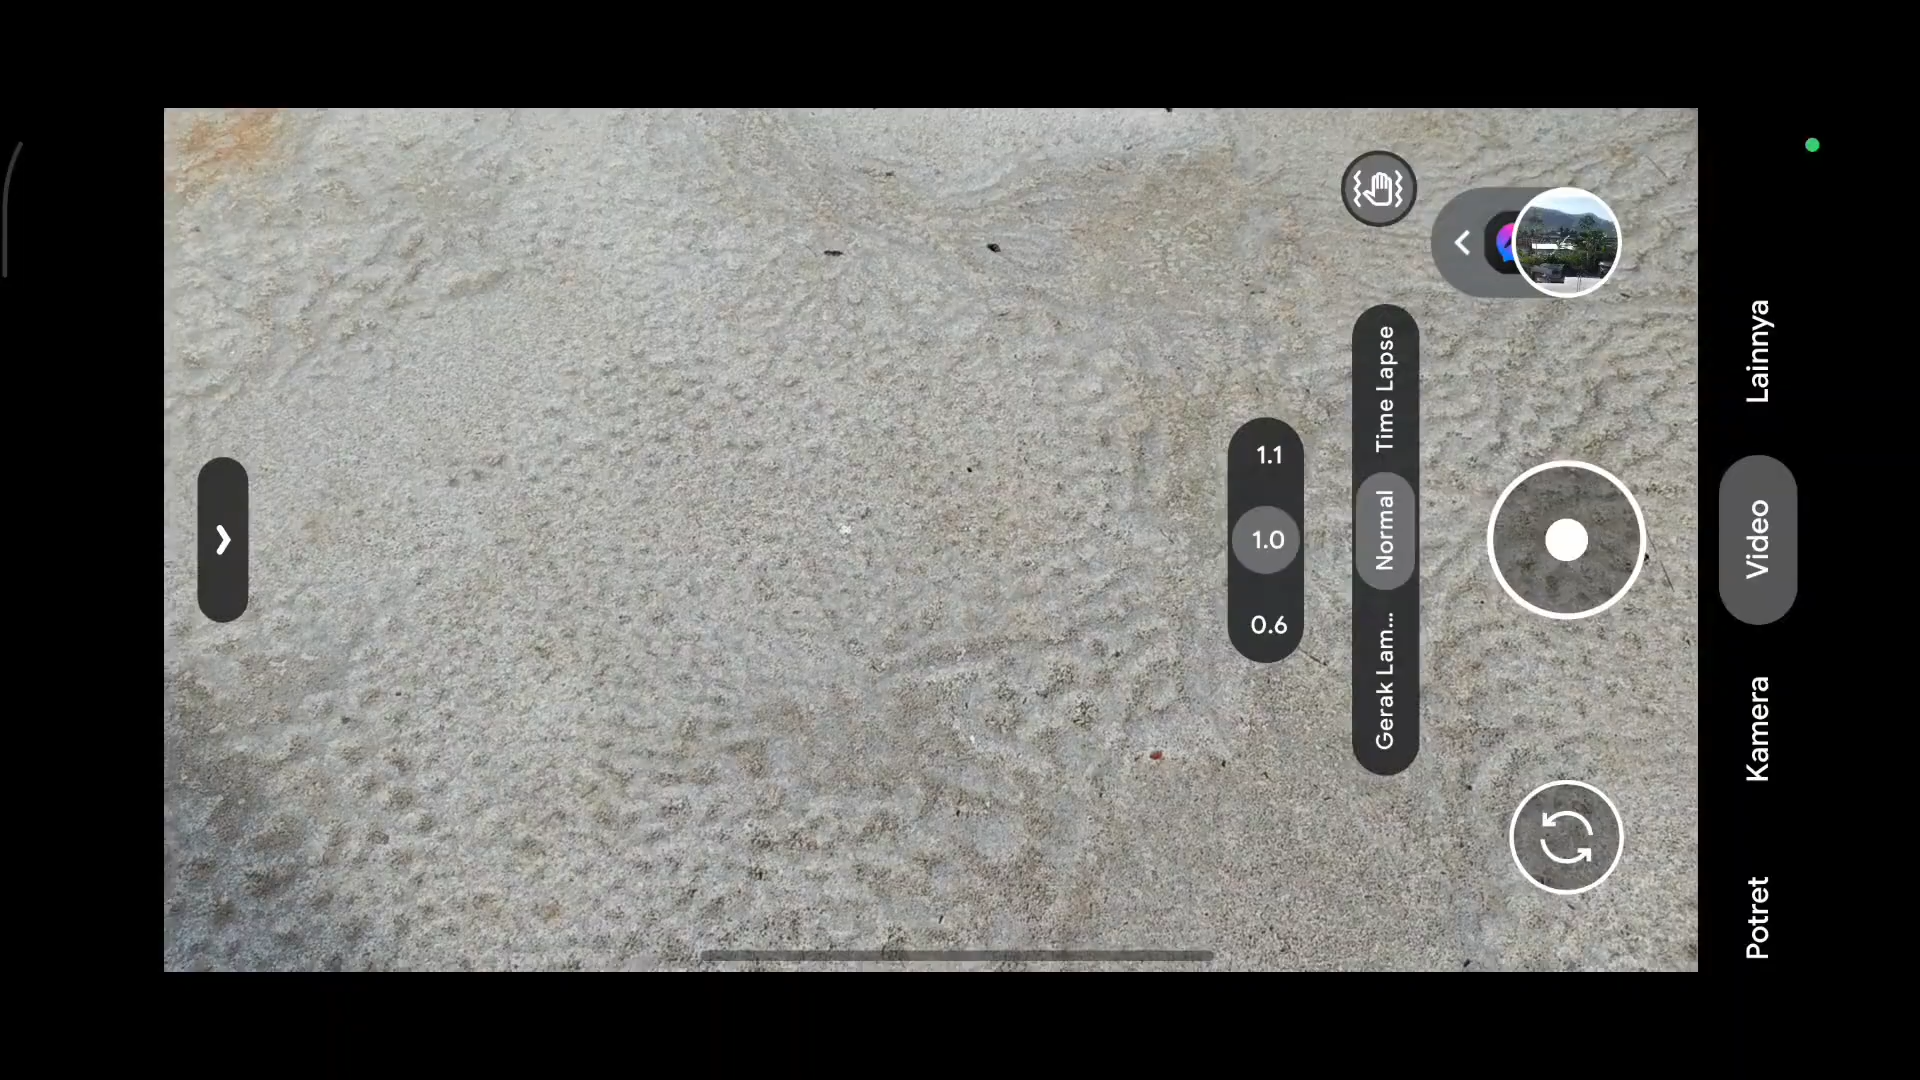 1.1
1.0
0.6
Time Lapse
Normal
Gerak Lam...
Lainnya
Video
Kamera
Potret